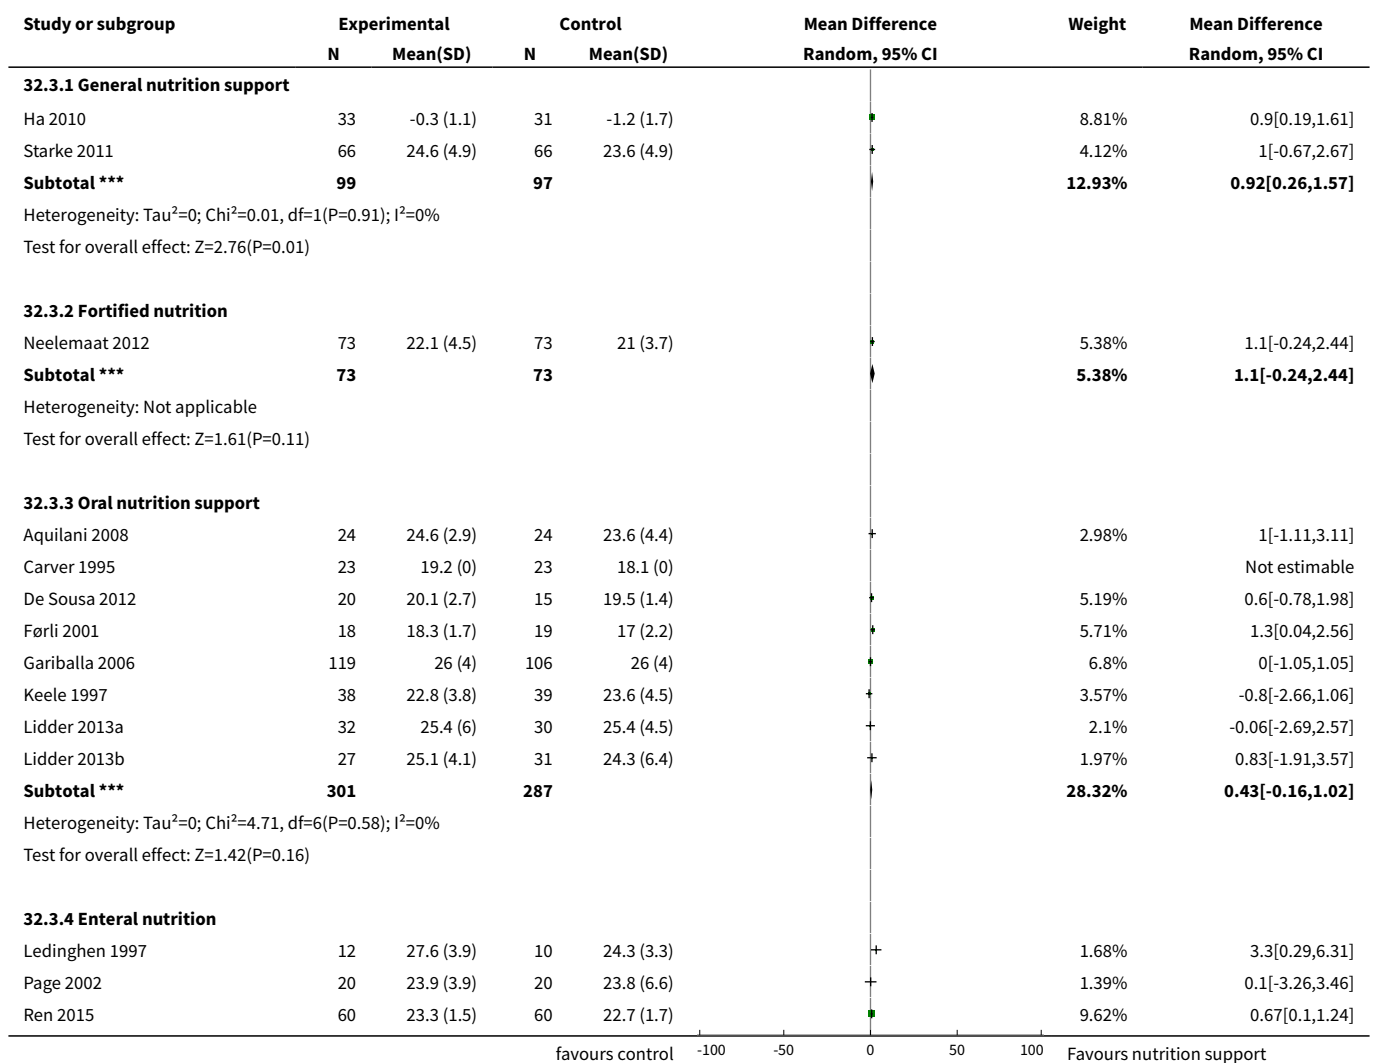 Study or subgroup Experimental Control Mean Difference Weight Mean Difference
N Mean(SD) N Mean(SD) Random, 95% CI Random, 95% CI
32.3.1 General nutrition support
Ha 2010 33 -0.3 (1.1) 31 -1.2 (1.7) 8.81% 0.9[0.19,1.61]
Starke 2011 66 24.6 (4.9) 66 23.6 (4.9) 4.12% 1[-0.67,2.67]
Subtotal *** 99 97 12.93% 0.92[0.26,1.57]
Heterogeneity: Tau²=0; Chi²=0.01, df=1(P=0.91); I²=0%
Test for overall effect: Z=2.76(P=0.01)
32.3.2 Fortified nutrition
Neelemaat 2012 73 22.1 (4.5) 73 21 (3.7) 5.38% 1.1[-0.24,2.44]
Subtotal *** 73 73 5.38% 1.1[-0.24,2.44]
Heterogeneity: Not applicable
Test for overall effect: Z=1.61(P=0.11)
32.3.3 Oral nutrition support
Aquilani 2008 24 24.6 (2.9) 24 23.6 (4.4) 2.98% 1[-1.11,3.11]
Carver 1995 23 19.2 (0) 23 18.1 (0) Not estimable
De Sousa 2012 20 20.1 (2.7) 15 19.5 (1.4) 5.19% 0.6[-0.78,1.98]
Førli 2001 18 18.3 (1.7) 19 17 (2.2) 5.71% 1.3[0.04,2.56]
Gariballa 2006 119 26 (4) 106 26 (4) 6.8% 0[-1.05,1.05]
Keele 1997 38 22.8 (3.8) 39 23.6 (4.5) 3.57% -0.8[-2.66,1.06]
Lidder 2013a 32 25.4 (6) 30 25.4 (4.5) 2.1% -0.06[-2.69,2.57]
Lidder 2013b 27 25.1 (4.1) 31 24.3 (6.4) 1.97% 0.83[-1.91,3.57]
Subtotal *** 301 287 28.32% 0.43[-0.16,1.02]
Heterogeneity: Tau²=0; Chi²=4.71, df=6(P=0.58); I²=0%
Test for overall effect: Z=1.42(P=0.16)
32.3.4 Enteral nutrition
Ledinghen 1997 12 27.6 (3.9) 10 24.3 (3.3) 1.68% 3.3[0.29,6.31]
Page 2002 20 23.9 (3.9) 20 23.8 (6.6) 1.39% 0.1[-3.26,3.46]
Ren 2015 60 23.3 (1.5) 60 22.7 (1.7) 9.62% 0.67[0.1,1.24]
favours control -100 -50 0 50 100 Favours nutrition support